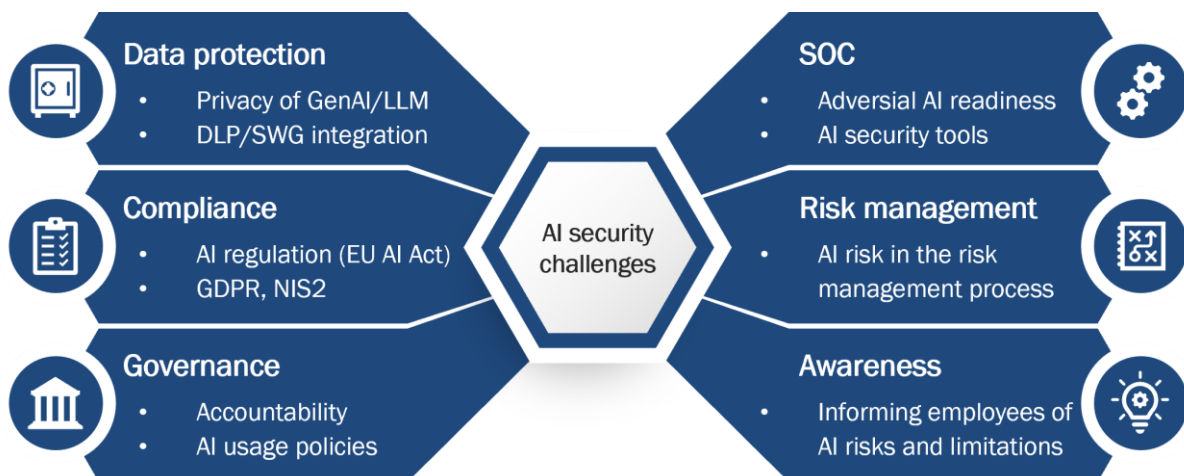 Data protection
• Privacy of GenAI/LLM
• DLP/SWG integration
Compliance
• AI regulation (EU AI Act)
• GDPR, NIS2
Governance
• Accountability
• AI usage policies
AI security
challenges
SOC
• Adversial AI readiness
• AI security tools
Risk management
• AI risk in the risk
management process
Awareness
• Informing employees of
AI risks and limitations